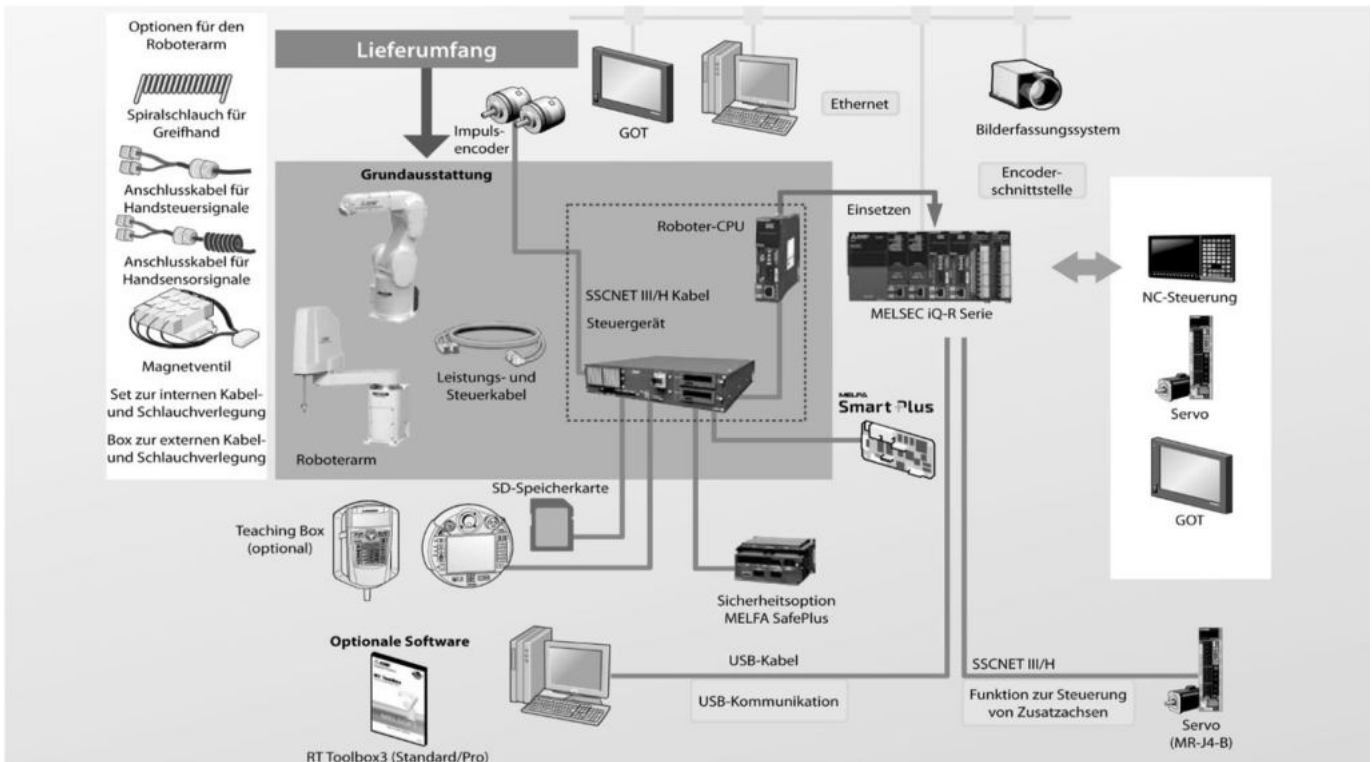 Optionen für den
Roboterarm
Spiralschlauch für
Greifhand
Anschlusskabel für
Handsteuersignale
Anschlusskabel für
Handsensorsignale
Magnetventil
Set zur internen Kabel-
und Schlauchverlegung
Box zur externen Kabel-
und Schlauchverlegung
Lieferumfang
Impuls-
encoder
GOT
Ethernet
Bilderfassungssystem
Encoder-
schnittstelle
Grundausstattung
Roboter-CPU
Einsetzen
SSCNET III/H Kabel
Steuergerät
MELSEC iQ-R Serie
Leistungs- und
Steuerkabel
Roboterarm
MELFA
Smart Plus
NC-Steuerung
Servo
GOT
SD-Speicherkarte
Teaching Box
(optional)
Sicherheitsoption
MELFA SafePlus
Optionale Software
RT ToolBox
RT Toolbox3 (Standard/Pro)
USB-Kabel
USB-Kommunikation
SSCNET III/H
Funktion zur Steuerung
von Zusatzachsen
Servo
(MR-J4-B)